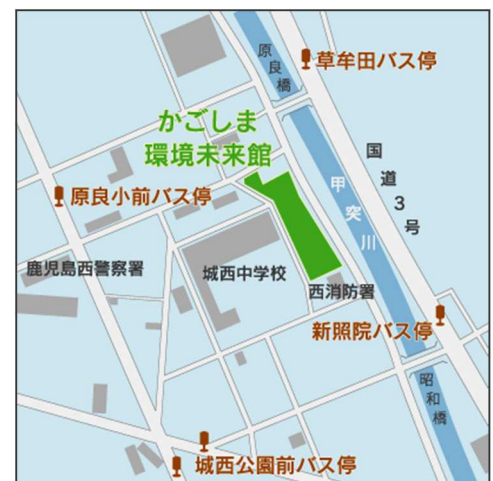 原良橋
草牟田バス停
かごしま
環境未来館
国道3号
甲突川
原良小前バス停
鹿児島西警察署
城西中学校
西消防署
新照院バス停
昭和橋
城西公園前バス停